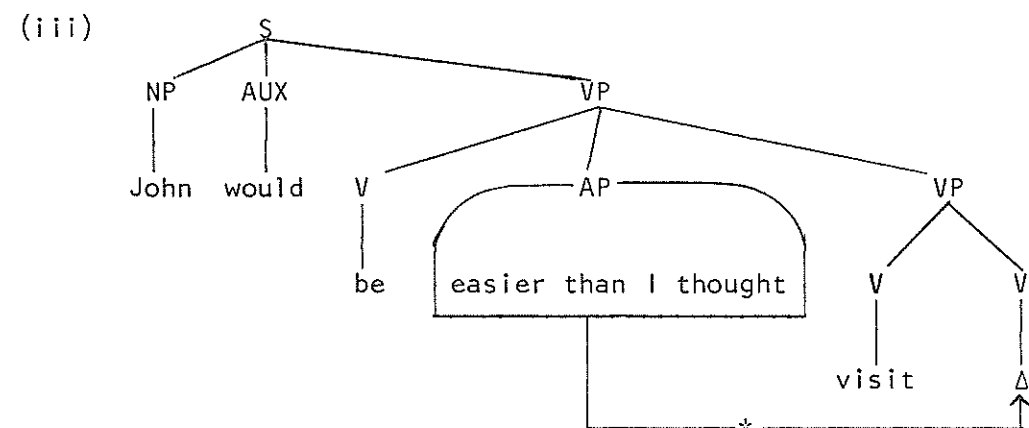 (iii) S
NP AUX VP
John would V AP VP
be easier than I thought V V
visit Δ
*